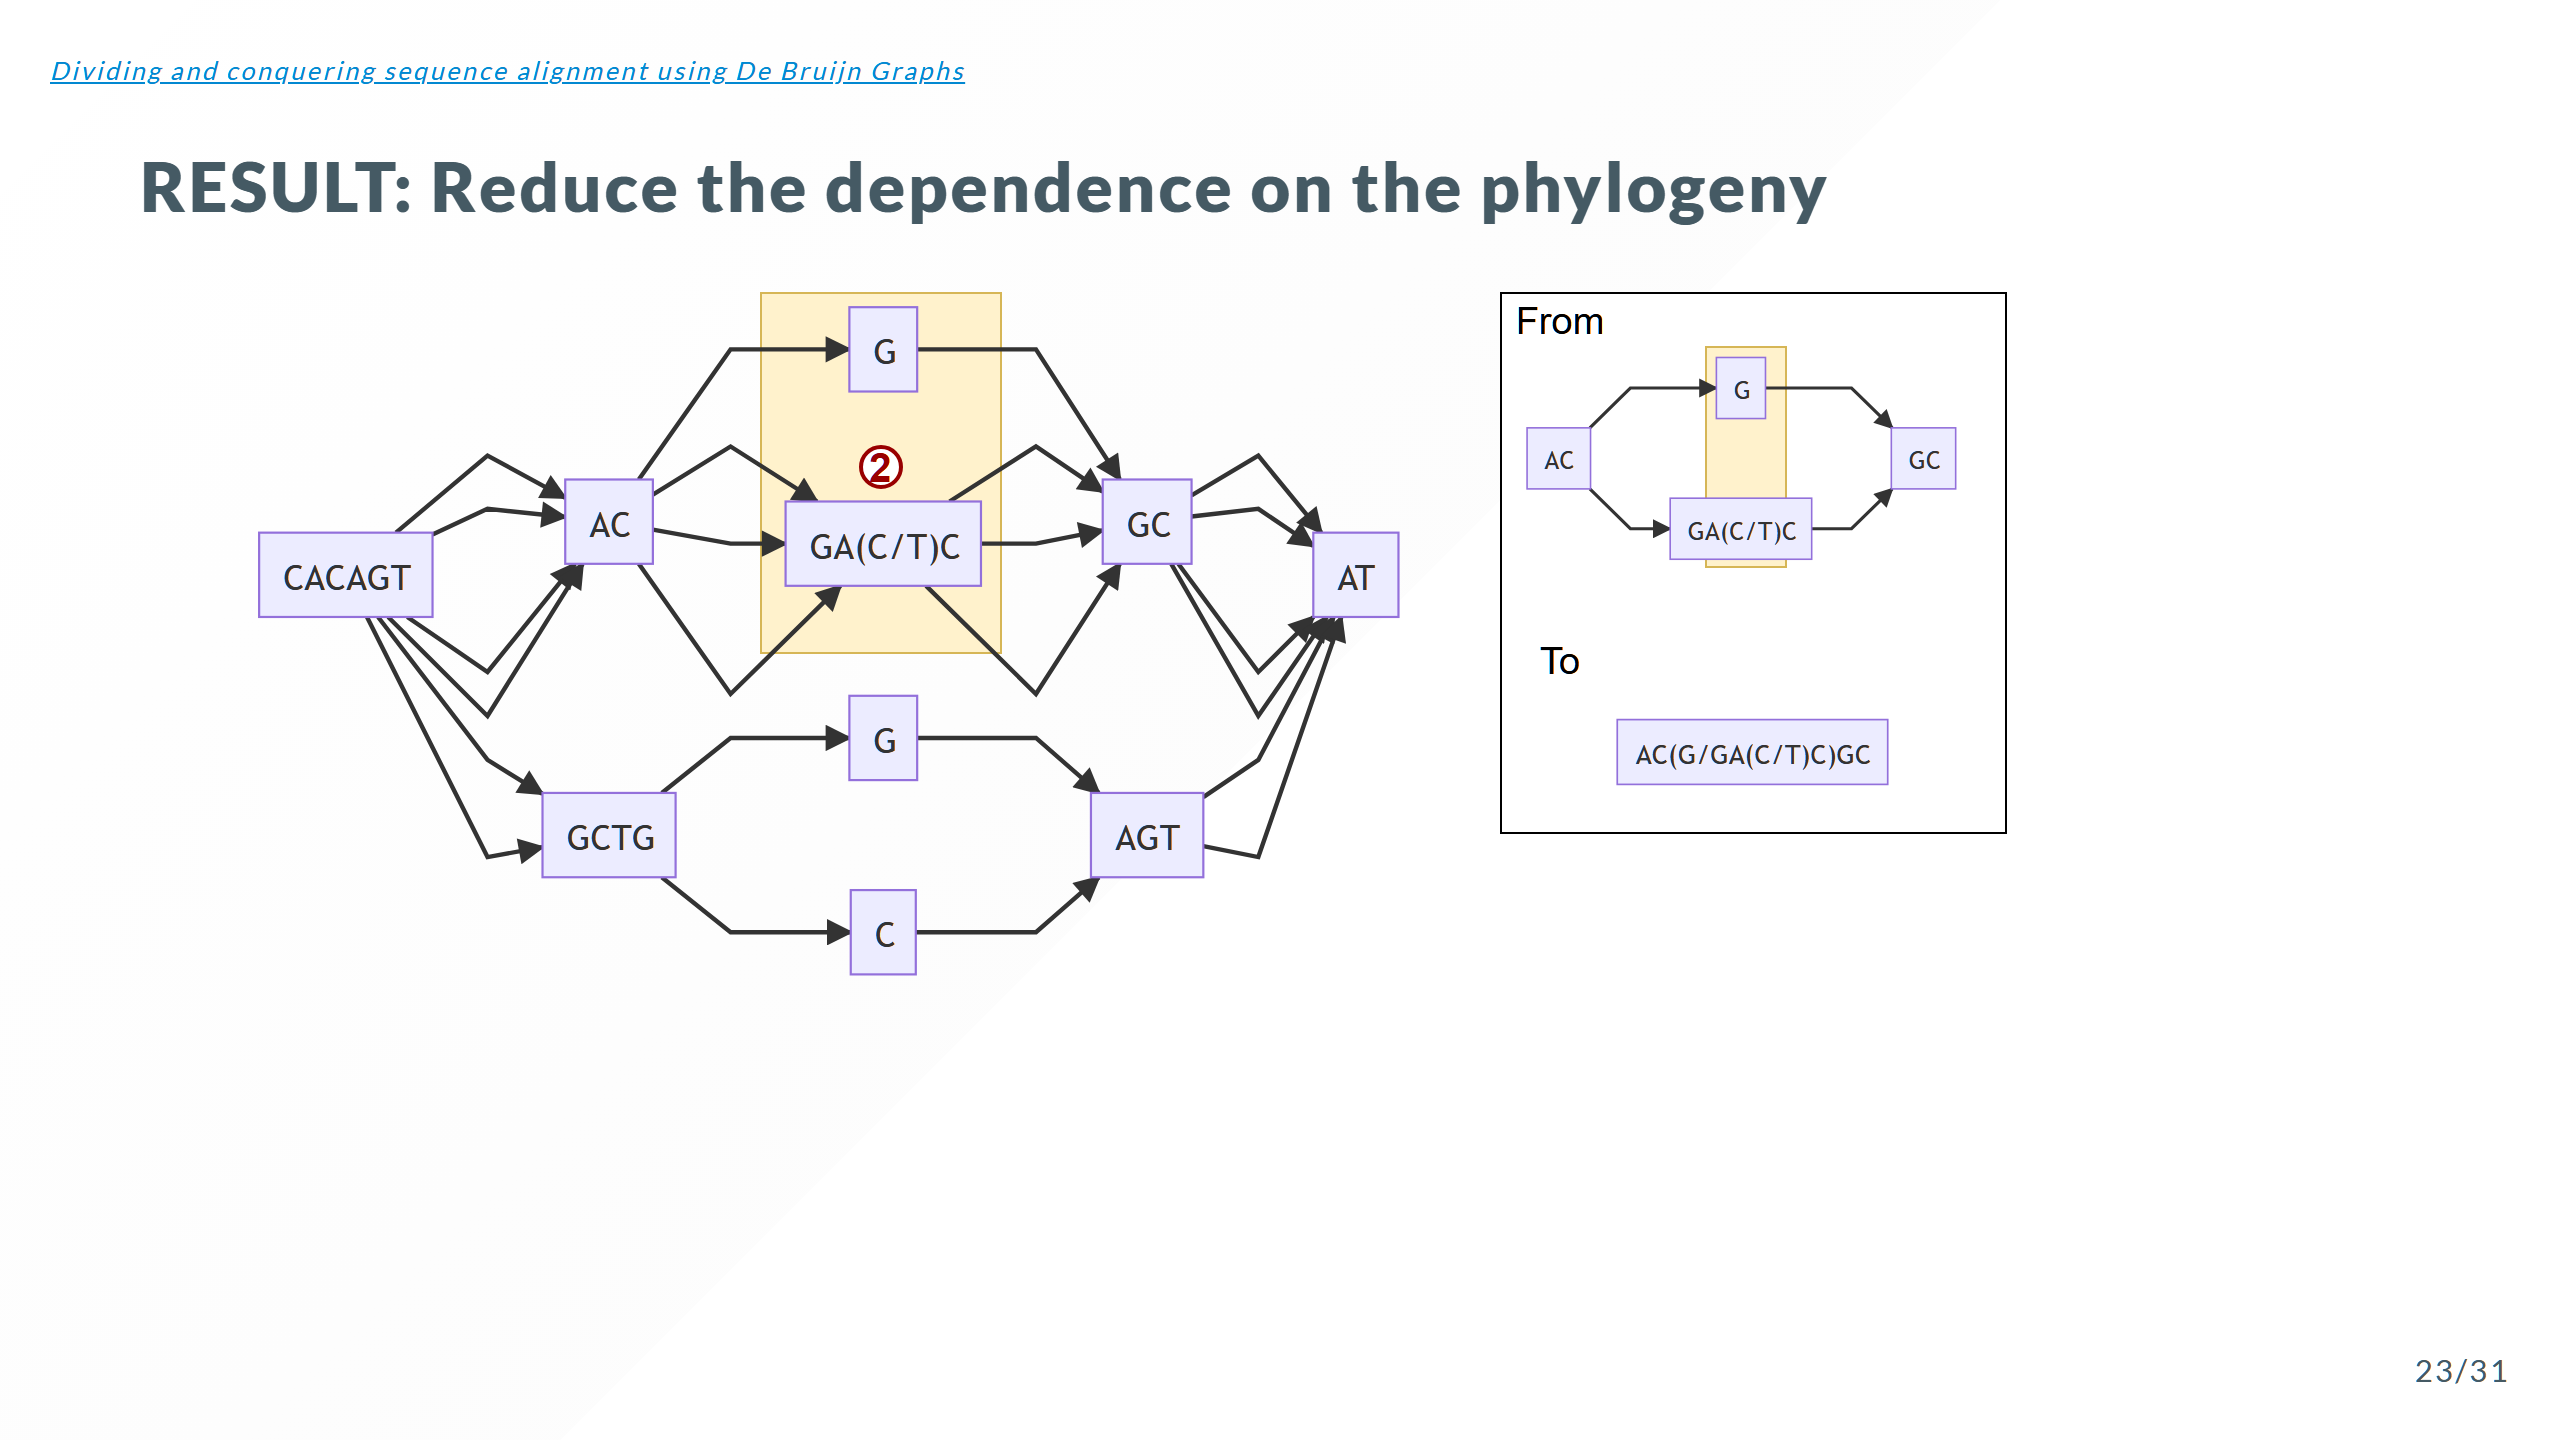 Dividing and conquering sequence alignment using De Bruijn Graphs
RESULT: Reduce the dependence on the phylogeny
G
②
AC
GA(C/T)C
GC
CACAGT
AT
G
GCTG
AGT
C
From
G
AC
GC
GA(C/T)C
To
AC(G/GA(C/T)C)GC
23/31